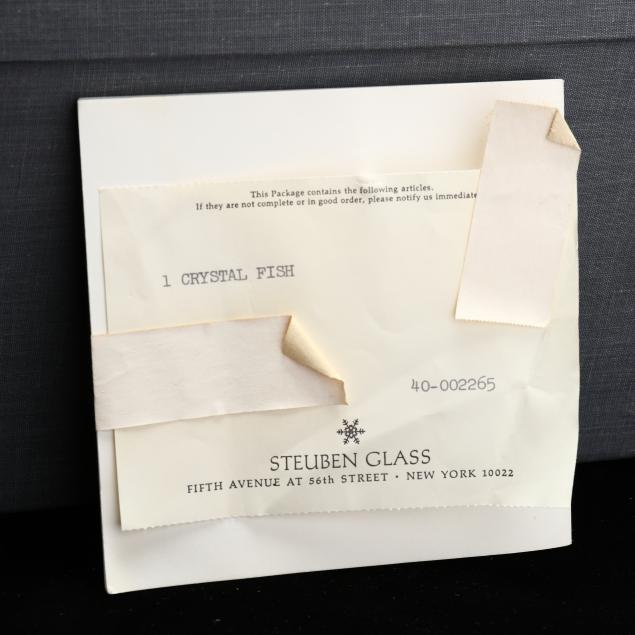 This Package contains the following articles.
If they are not complete or in good order, please notify us immediate
1 CRYSTAL FISH
40-002265
STEUBEN GLASS
FIFTH AVENUE AT 56th STREET • NEW YORK 10022